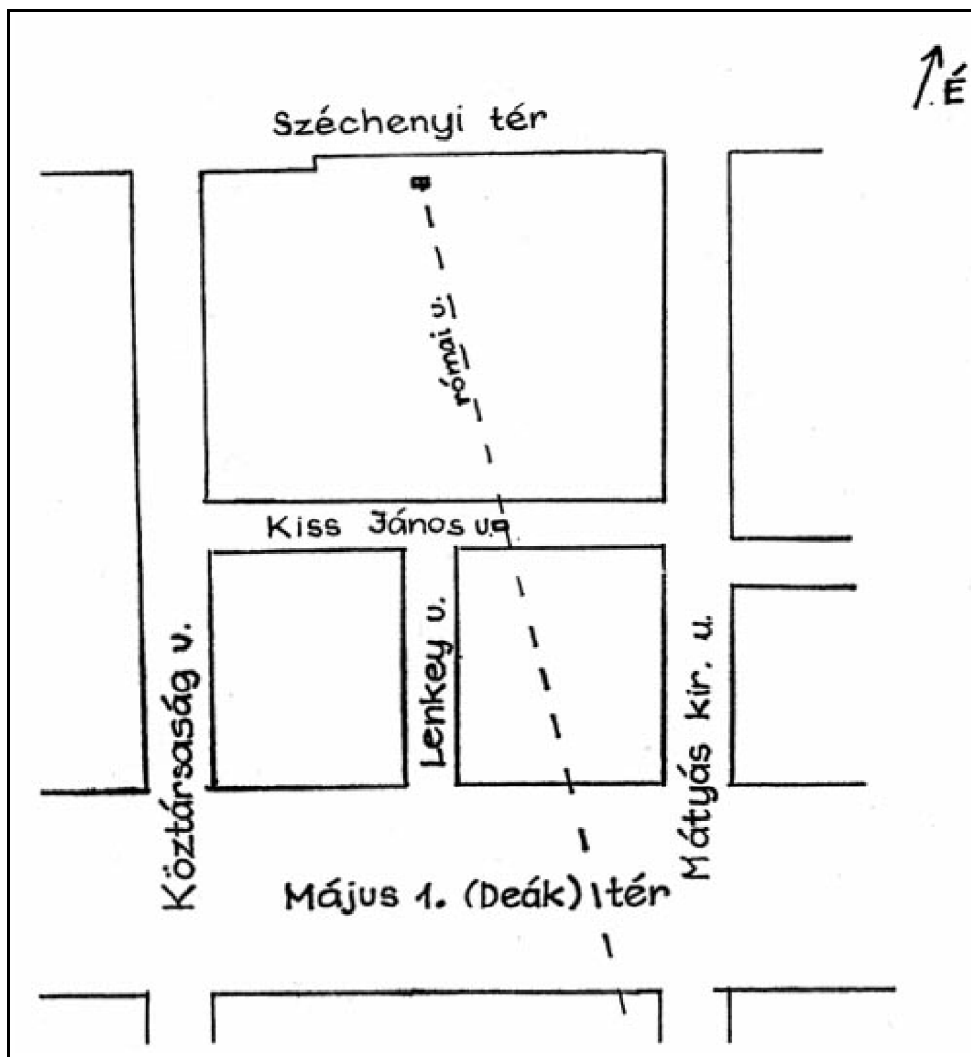 É
Széchenyi tér
római u.
Kiss János u.
Lenkey u.
Köztársaság u.
Mátyás kir. u.
Május 1. (Deák) tér